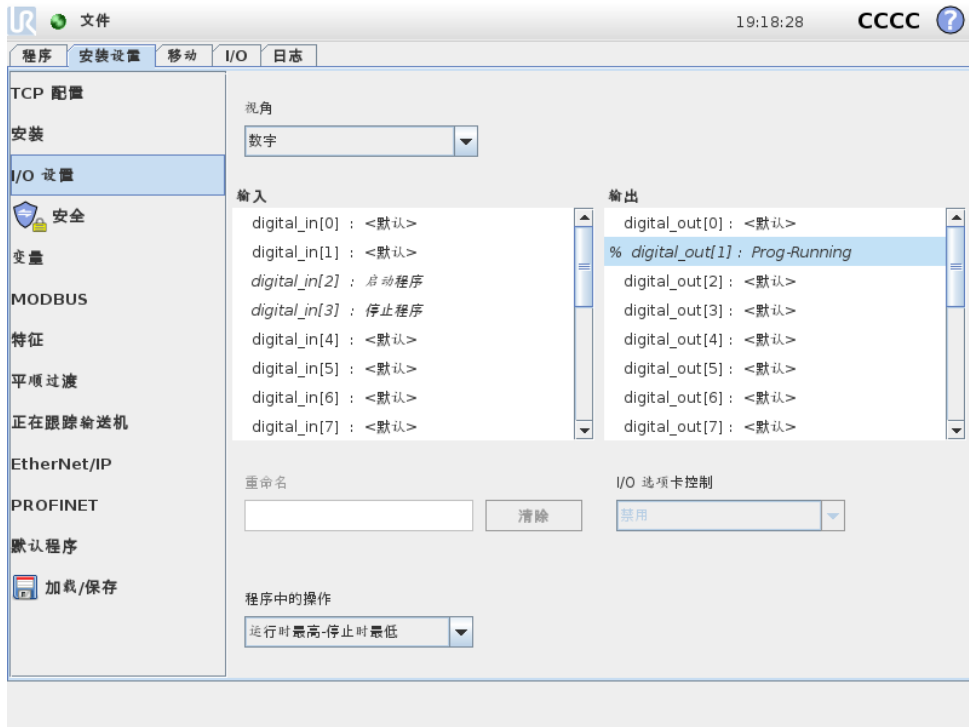 UR 文件 19:18:28 CCCC ?
程序 安装设置 移动 I/O 日志
TCP 配置
安装
I/O 设置
安全
变量
MODBUS
特征
平顺过渡
正在跟踪输送机
EtherNet/IP
PROFINET
默认程序
加载/保存
视角
数字
输入
digital_in[0] : <默认>
digital_in[1] : <默认>
digital_in[2] : 启动程序
digital_in[3] : 停止程序
digital_in[4] : <默认>
digital_in[5] : <默认>
digital_in[6] : <默认>
digital_in[7] : <默认>
输出
digital_out[0] : <默认>
% digital_out[1] : Prog-Running
digital_out[2] : <默认>
digital_out[3] : <默认>
digital_out[4] : <默认>
digital_out[5] : <默认>
digital_out[6] : <默认>
digital_out[7] : <默认>
重命名
清除
I/O 选项卡控制
禁用
程序中的操作
运行时最高-停止时最低